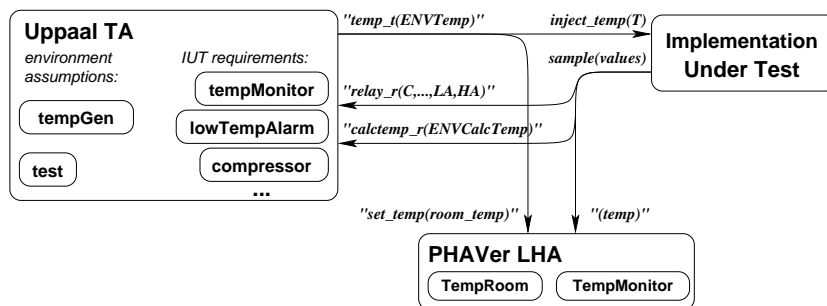 Uppaal TA
environment
assumptions:
IUT requirements:
tempGen
test
tempMonitor
lowTempAlarm
compressor
...
"temp_t(ENVTemp)"
inject_temp(T)
sample(values)
"relay_r(C,...,LA,HA)"
"calctemp_r(ENVCalcTemp)"
Implementation
Under Test
"set_temp(room_temp)"
"(temp)"
PHAVer LHA
TempRoom
TempMonitor